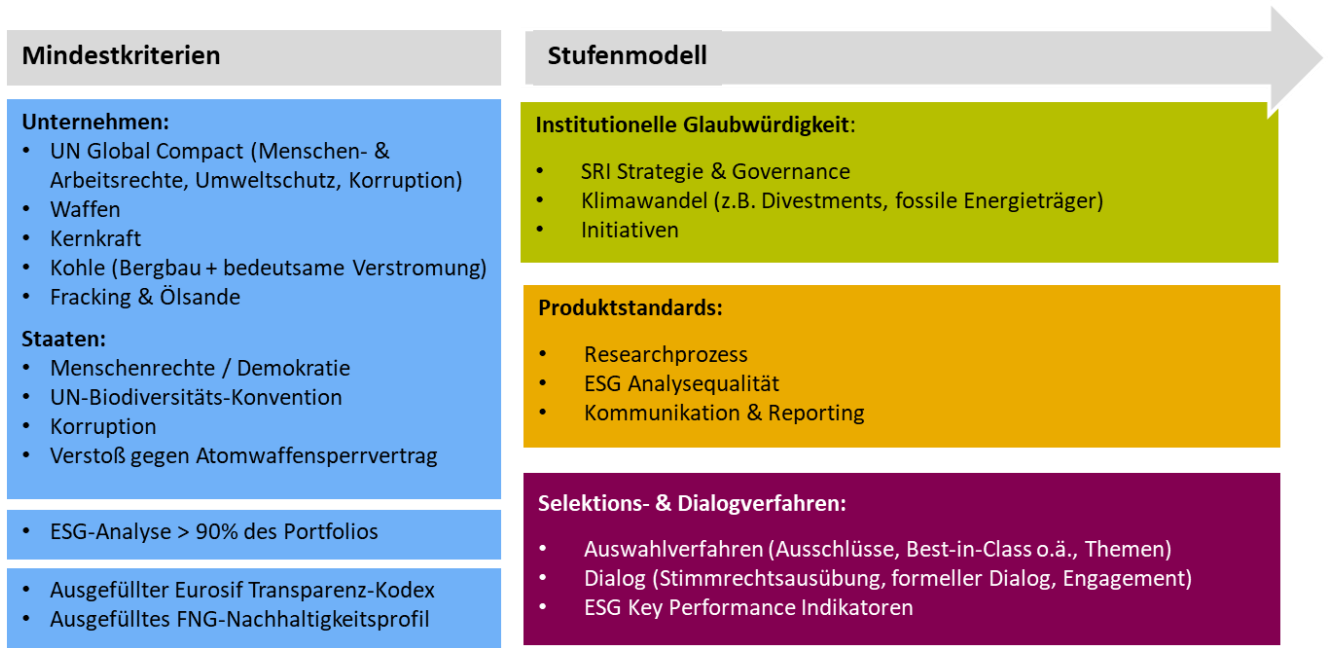 Mindestkriterien
Unternehmen:
• UN Global Compact (Menschen- &
Arbeitsrechte, Umweltschutz, Korruption)
• Waffen
• Kernkraft
• Kohle (Bergbau + bedeutsame Verstromung)
• Fracking & Ölsande
Staaten:
• Menschenrechte / Demokratie
• UN-Biodiversitäts-Konvention
• Korruption
• Verstoß gegen Atomwaffensperrvertrag
• ESG-Analyse > 90% des Portfolios
• Ausgefüllter Eurosif Transparenz-Kodex
• Ausgefülltes FNG-Nachhaltigkeitsprofil
Stufenmodell
Institutionelle Glaubwürdigkeit:
• SRI Strategie & Governance
• Klimawandel (z.B. Divestments, fossile Energieträger)
• Initiativen
Produktstandards:
• Researchprozess
• ESG Analysequalität
• Kommunikation & Reporting
Selektions- & Dialogverfahren:
• Auswahlverfahren (Ausschlüsse, Best-in-Class o.ä., Themen)
• Dialog (Stimmrechtsausübung, formeller Dialog, Engagement)
• ESG Key Performance Indikatoren